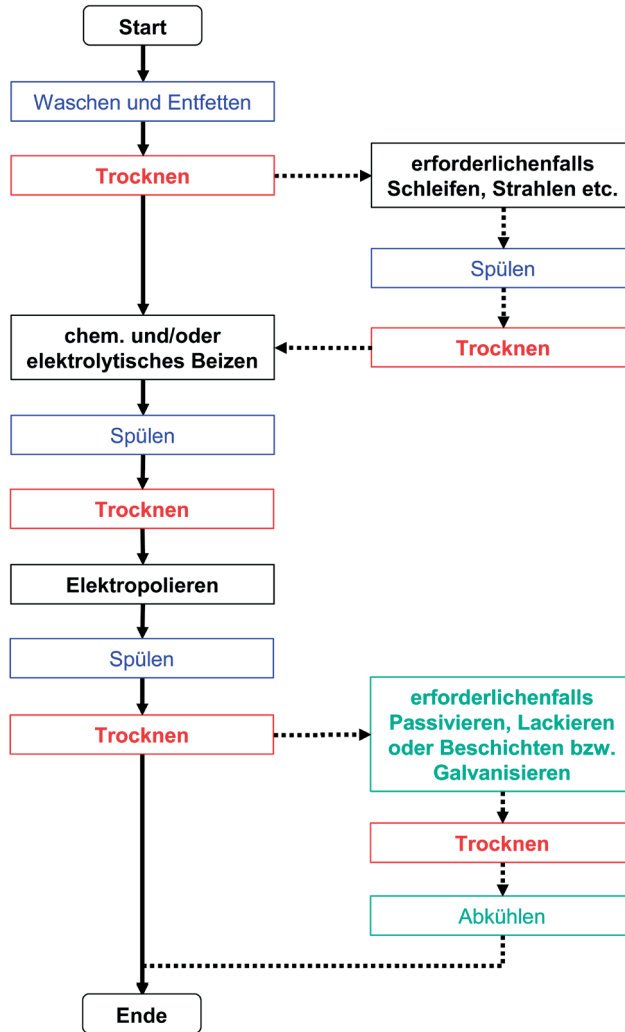 Start
Waschen und Entfetten
Trocknen
erforderlichenfalls
Schleifen, Strahlen etc.
Spülen
Trocknen
chem. und/oder
elektrolytisches Beizen
Spülen
Trocknen
Elektropolieren
Spülen
Trocknen
erforderlichenfalls
Passivieren, Lackieren
oder Beschichten bzw.
Galvanisieren
Trocknen
Abkühlen
Ende